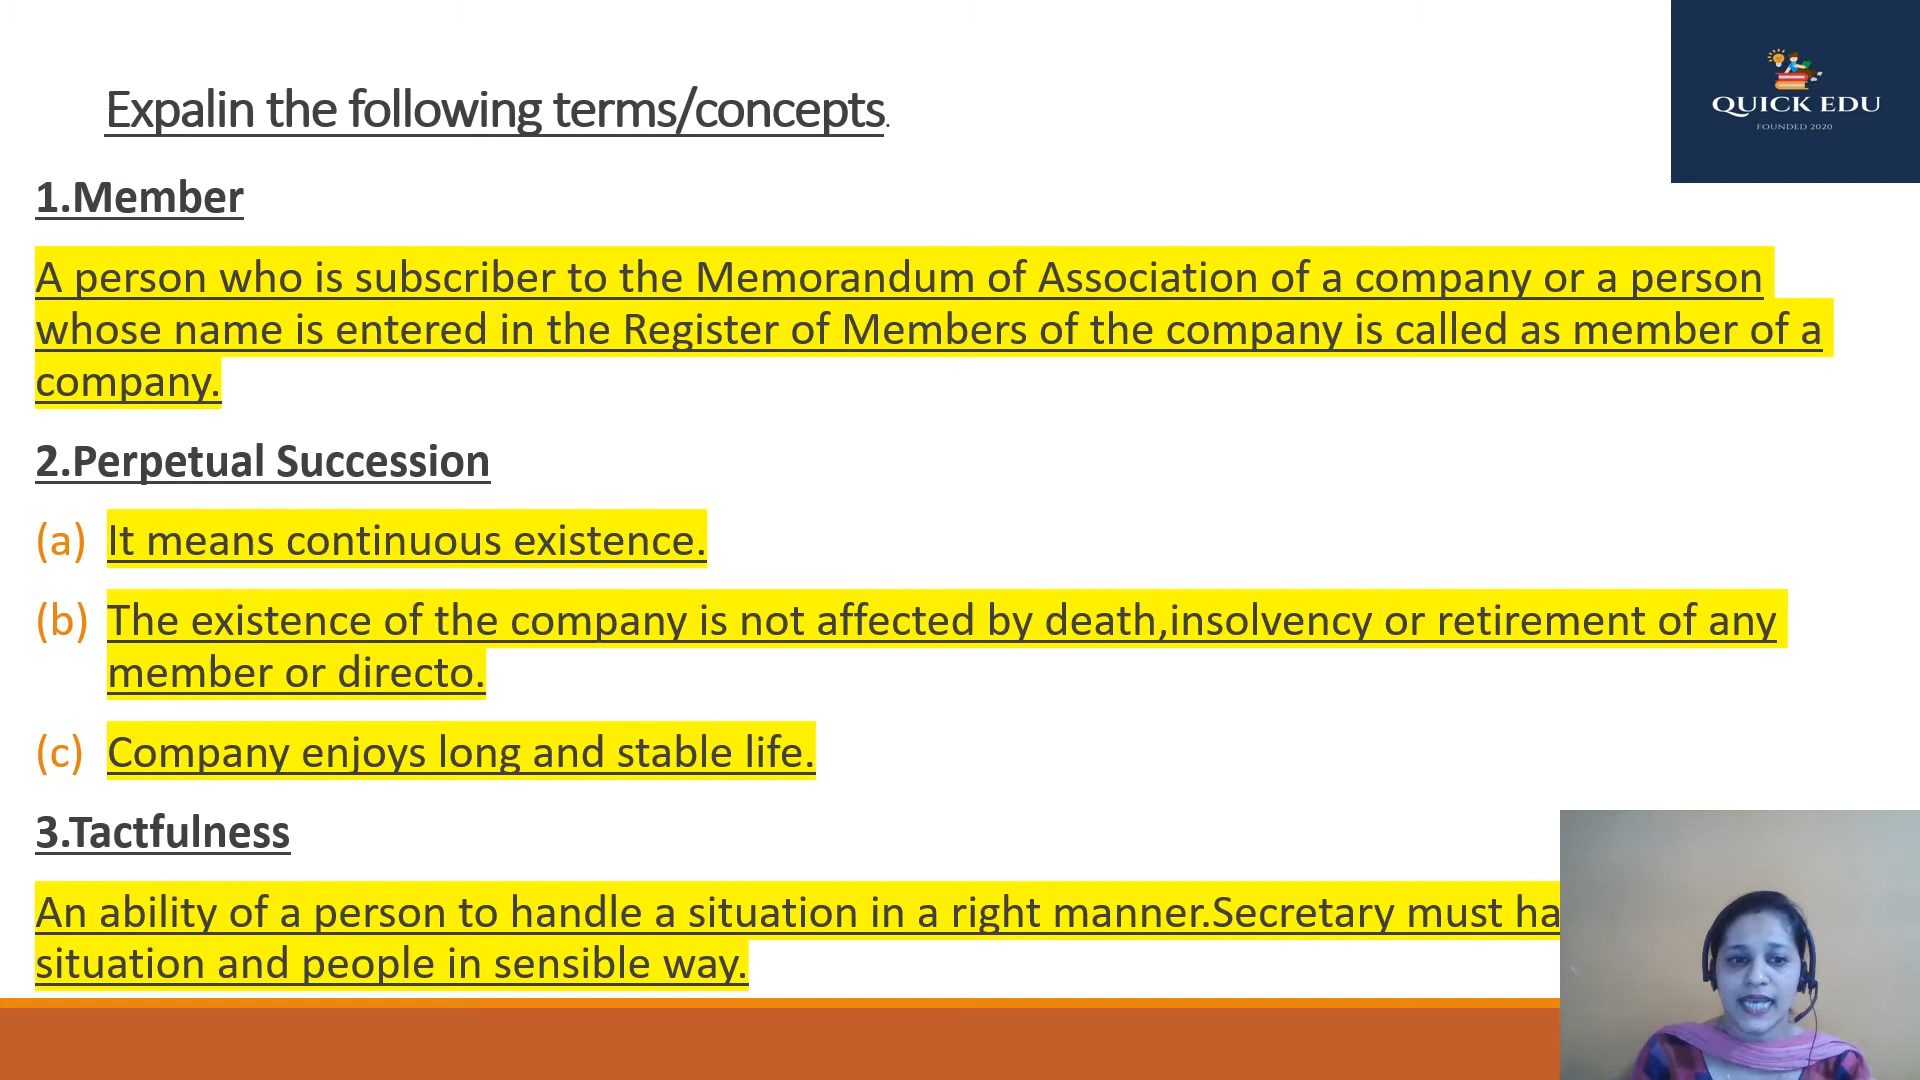 QUICK EDU
FOUNDED 2020
Expalin the following terms/concepts.
1.Member
A person who is subscriber to the Memorandum of Association of a company or a person
whose name is entered in the Register of Members of the company is called as member of a
company.
2.Perpetual Succession
(a) It means continuous existence.
(b) The existence of the company is not affected by death,insolvency or retirement of any
member or directo.
(c) Company enjoys long and stable life.
3.Tactfulness
An ability of a person to handle a situation in a right manner.Secretary must ha
situation and people in sensible way.